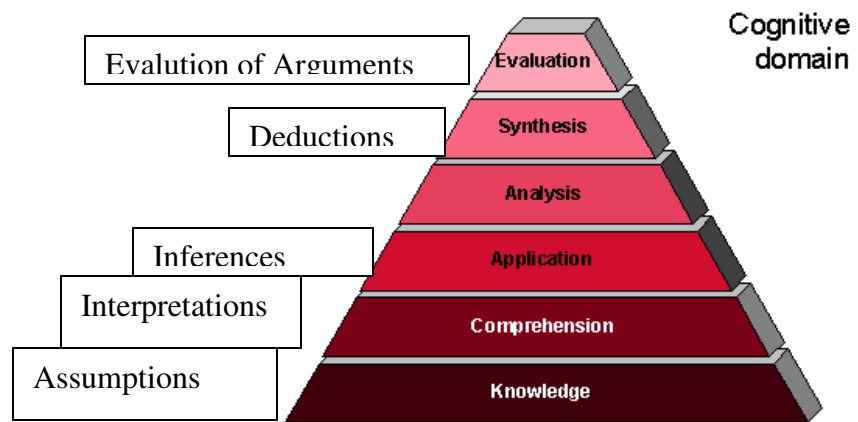 Cognitive
domain
Evalution of Arguments
Evaluation
Deductions
Synthesis
Analysis
Inferences
Application
Interpretations
Comprehension
Assumptions
Knowledge